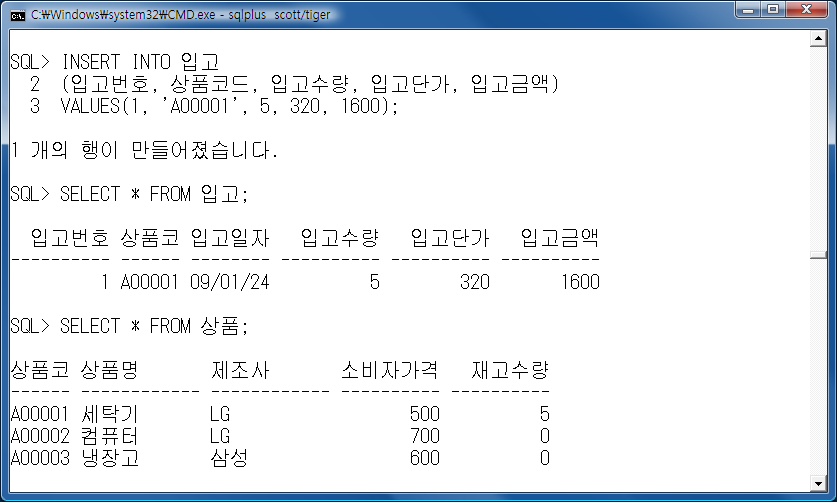 C:\Windows\system32\CMD.exe - sqlplus  scott/tiger
SQL> INSERT INTO 입고
  2  (입고번호, 상품코드, 입고수량, 입고단가, 입고금액)
  3  VALUES(1, 'A00001', 5, 320, 1600);
1 개의 행이 만들어졌습니다.
SQL> SELECT * FROM 입고;
  입고번호 상품코 입고일자   입고수량   입고단가   입고금액
---------- ------ -------- ---------- ---------- ----------
         1 A00001 09/01/24          5        320       1600
SQL> SELECT * FROM 상품;
상품코 상품명       제조사       소비자가격   재고수량
------ ------------ ------------ ---------- ----------
A00001 세탁기       LG                  500          5
A00002 컴퓨터       LG                  700          0
A00003 냉장고       삼성                600          0